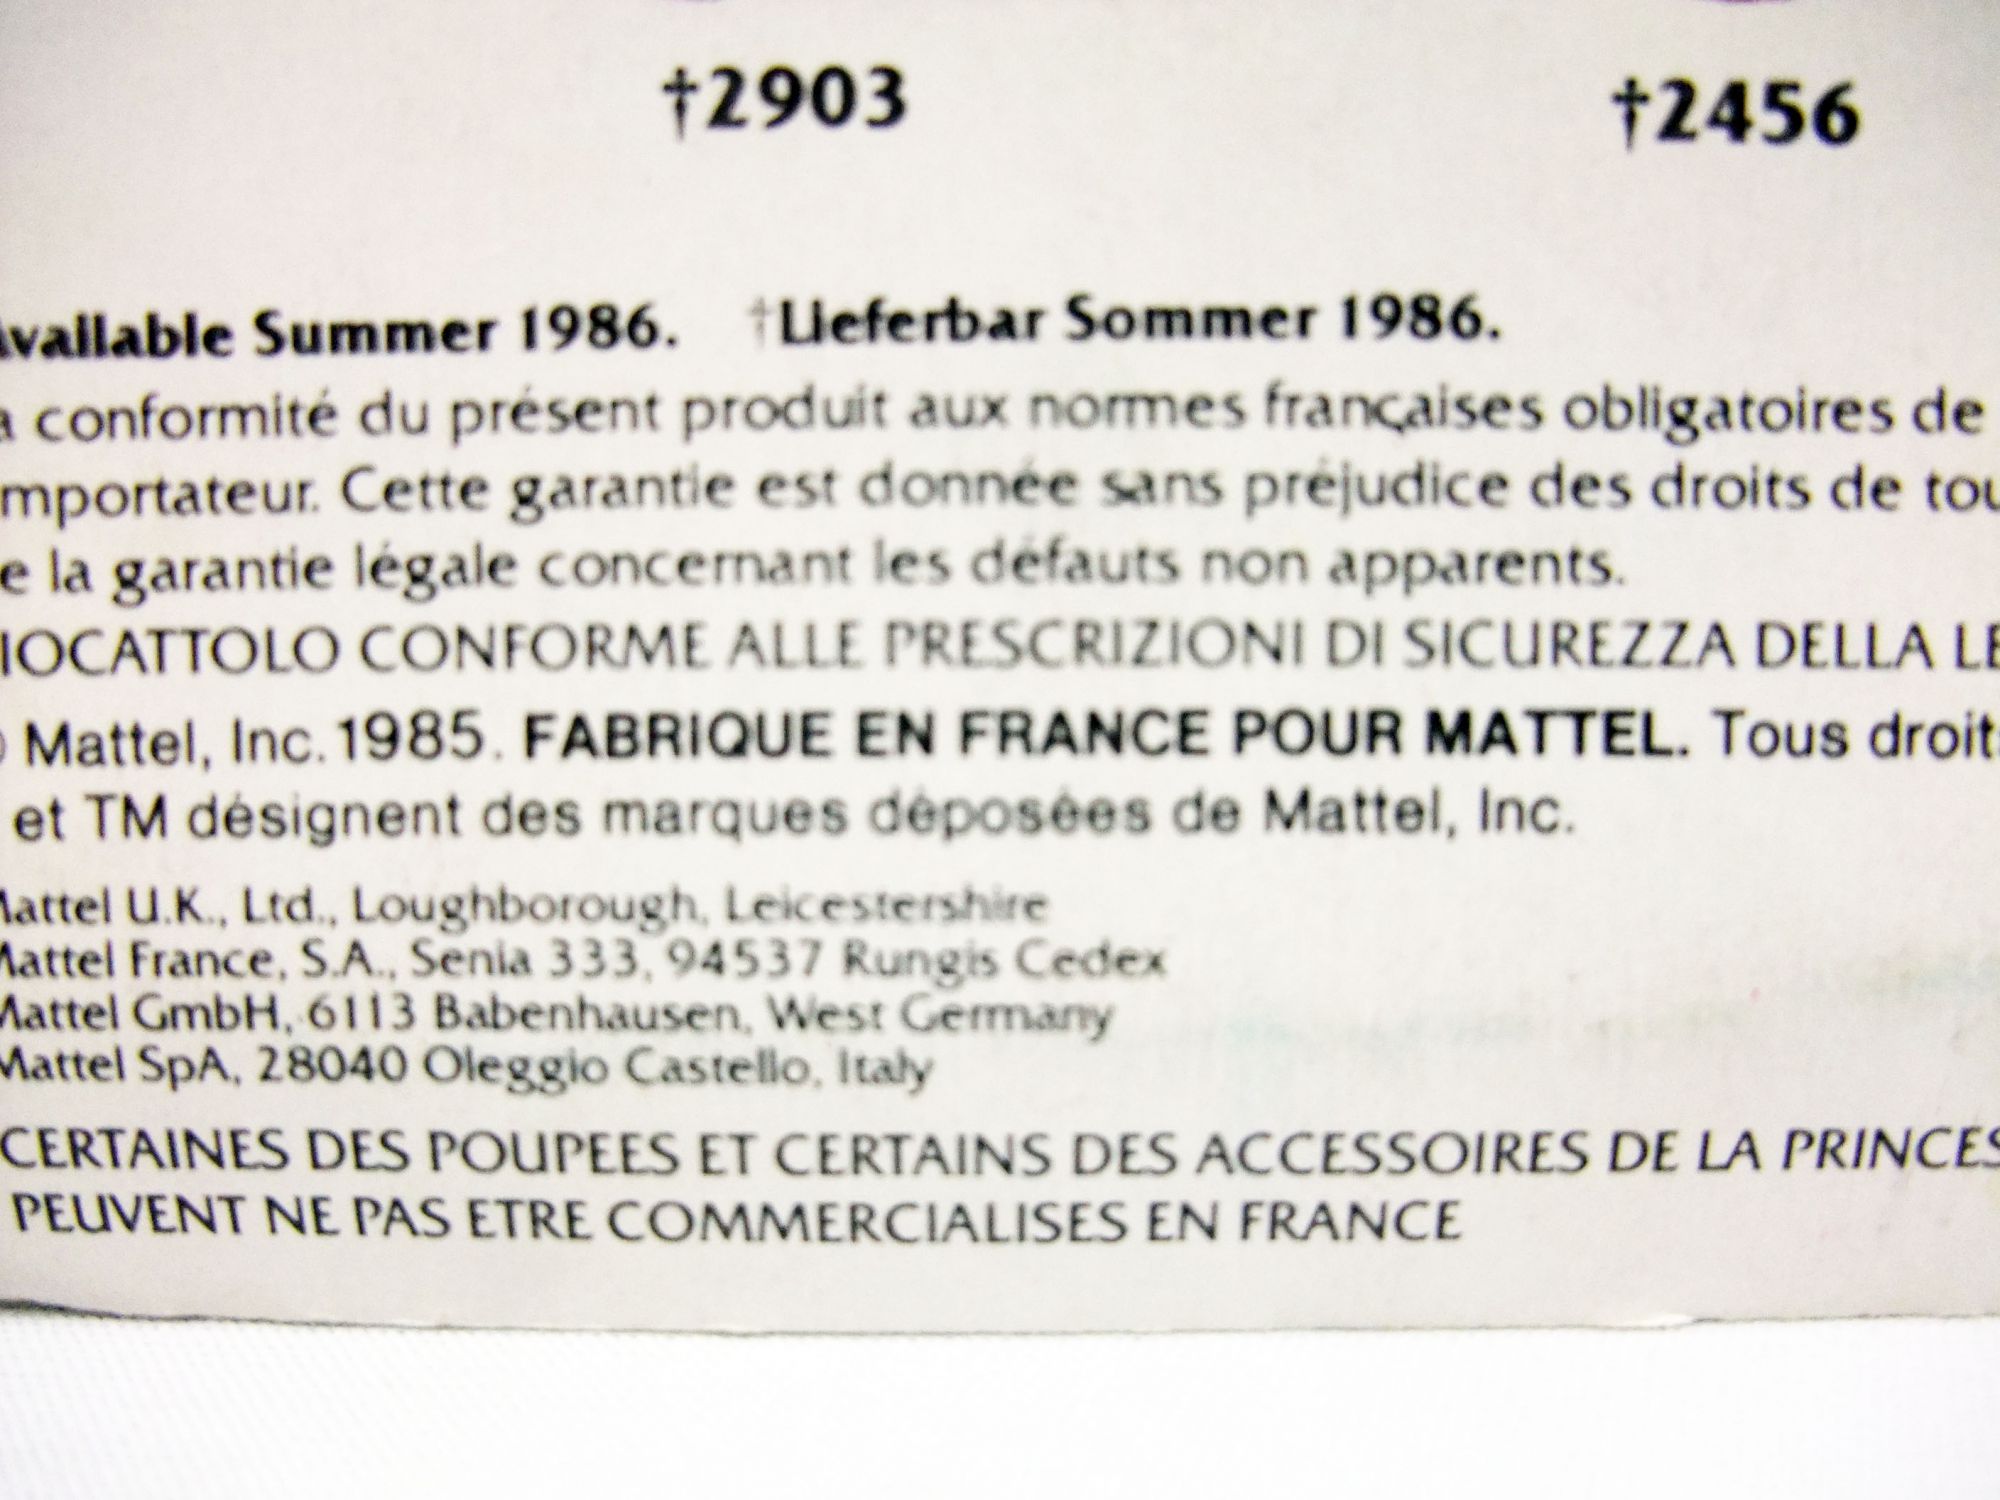 †2903 †2456
Available Summer 1986. †Lieferbar Sommer 1986.
a conformité du présent produit aux normes françaises obligatoires de
mportateur. Cette garantie est donnée sans préjudice des droits de tou
e la garantie légale concernant les défauts non apparents.
IOCATTOLO CONFORME ALLE PRESCRIZIONI DI SICUREZZA DELLA LE
© Mattel, Inc. 1985. FABRIQUE EN FRANCE POUR MATTEL. Tous droits
et TM désignent des marques déposées de Mattel, Inc.
Mattel U.K., Ltd., Loughborough, Leicestershire
Mattel France, S.A., Senia 333, 94537 Rungis Cedex
Mattel GmbH, 6113 Babenhausen, West Germany
Mattel SpA, 28040 Oleggio Castello, Italy
CERTAINES DES POUPEES ET CERTAINS DES ACCESSOIRES DE LA PRINCES
PEUVENT NE PAS ETRE COMMERCIALISES EN FRANCE